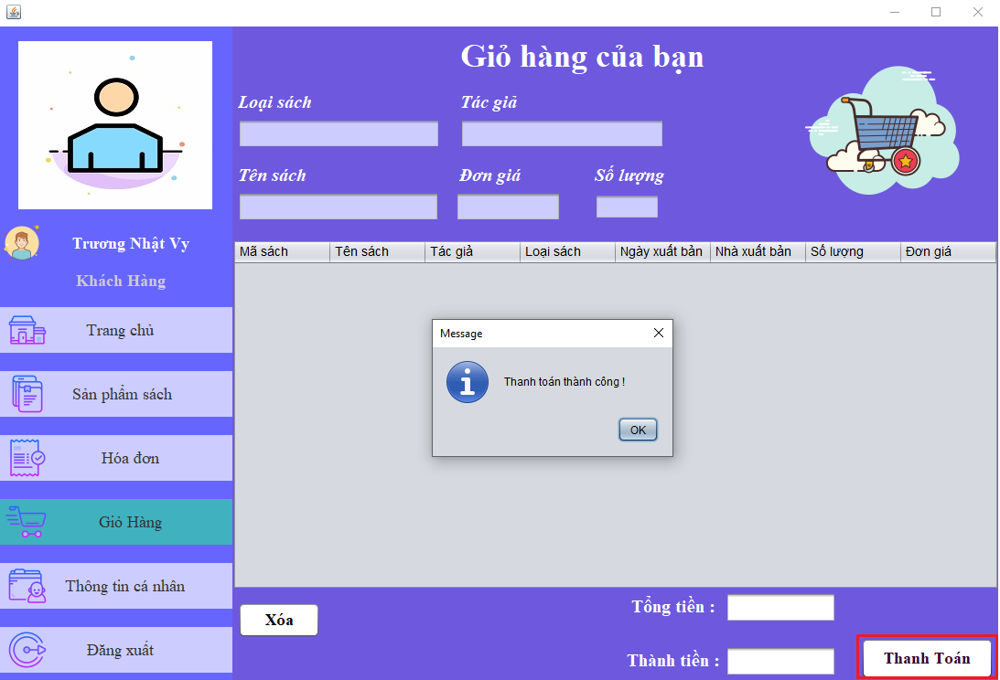 Giỏ hàng của bạn
Loại sách
Tác giả
Tên sách
Đơn giá
Số lượng
Trương Nhật Vy
Khách Hàng
Trang chủ
Sản phẩm sách
Hóa đơn
Giỏ Hàng
Thông tin cá nhân
Đăng xuất
Mã sách
Tên sách
Tác giả
Loại sách
Ngày xuất bản
Nhà xuất bản
Số lượng
Đơn giá
Message
Thanh toán thành công !
OK
Xóa
Tổng tiền :
Thành tiền :
Thanh Toán